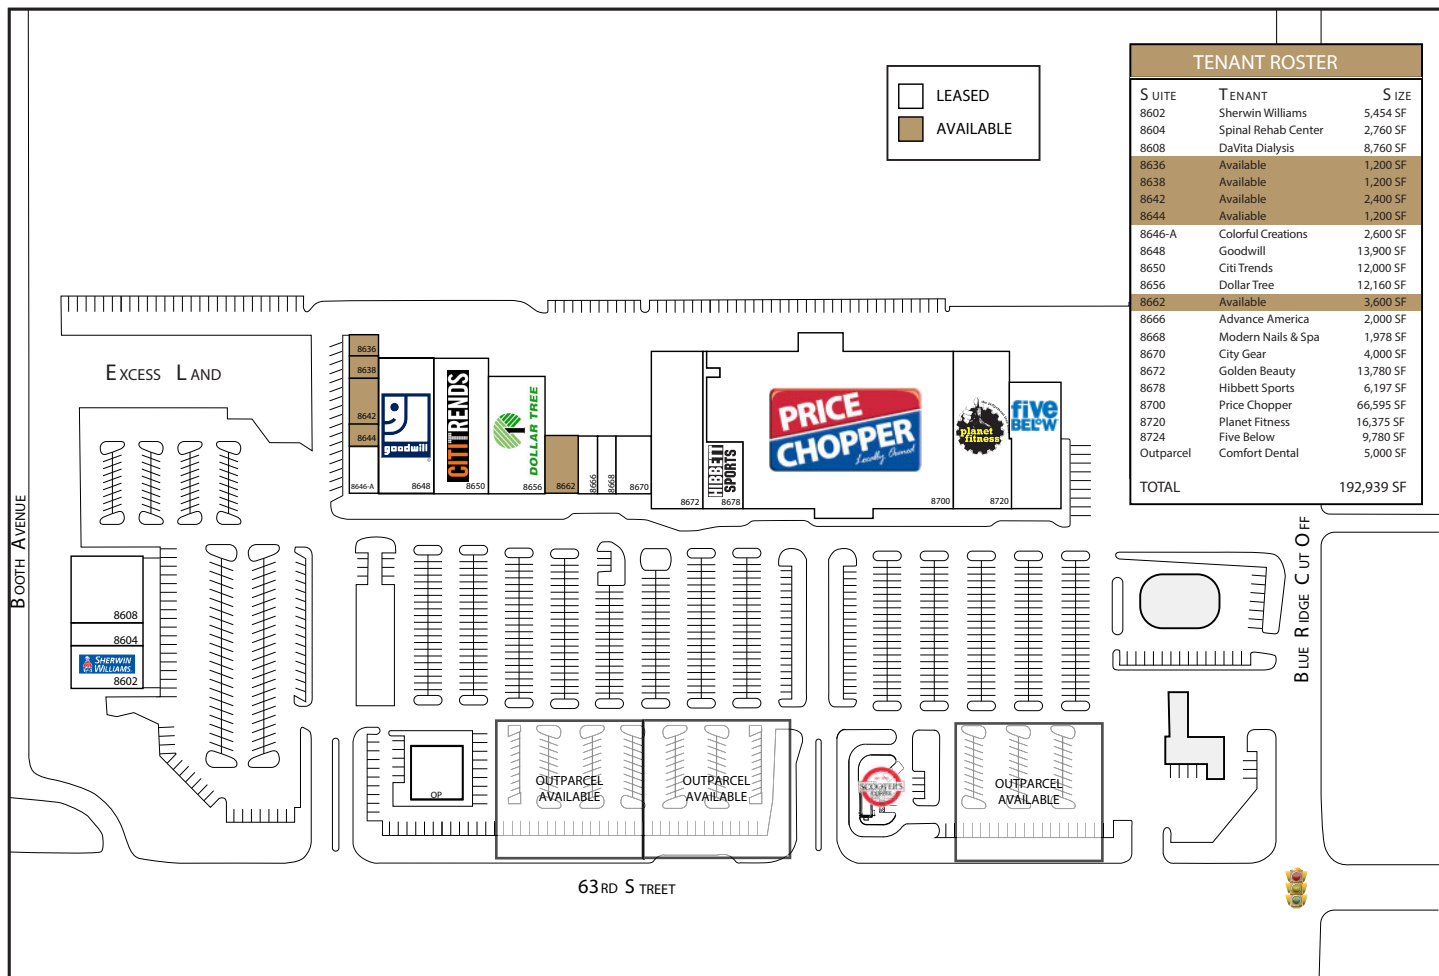 LEASED
AVAILABLE
TENANT ROSTER
SUITE TENANT SIZE
8602 Sherwin Williams 5,454 SF
8604 Spinal Rehab Center 2,760 SF
8608 DaVita Dialysis 8,760 SF
8636 Available 1,200 SF
8638 Available 1,200 SF
8642 Available 2,400 SF
8644 Avaliable 1,200 SF
8646-A Colorful Creations 2,600 SF
8648 Goodwill 13,900 SF
8650 Citi Trends 12,000 SF
8656 Dollar Tree 12,160 SF
8662 Available 3,600 SF
8666 Advance America 2,000 SF
8668 Modern Nails & Spa 1,978 SF
8670 City Gear 4,000 SF
8672 Golden Beauty 13,780 SF
8678 Hibbett Sports 6,197 SF
8700 Price Chopper 66,595 SF
8720 Planet Fitness 16,375 SF
8724 Five Below 9,780 SF
Outparcel Comfort Dental 5,000 SF
TOTAL 192,939 SF
EXCESS LAND
8636
8638
8642
8644
8646-A
goodwill
8648
CITITRENDS
8650
DOLLAR TREE
8656
8662
8666
8668
8670
8672
HIBBETT
SPORTS
8678
PRICE
CHOPPER
Locally Owned
8700
planet
fitness
8720
five
BELOW
BOOTH AVENUE
8608
8604
SHERWIN
WILLIAMS.
8602
BLUE RIDGE CUT OFF
OP
OUTPARCEL
AVAILABLE
OUTPARCEL
AVAILABLE
SCOOTER'S
COFFEE
OUTPARCEL
AVAILABLE
63RD STREET